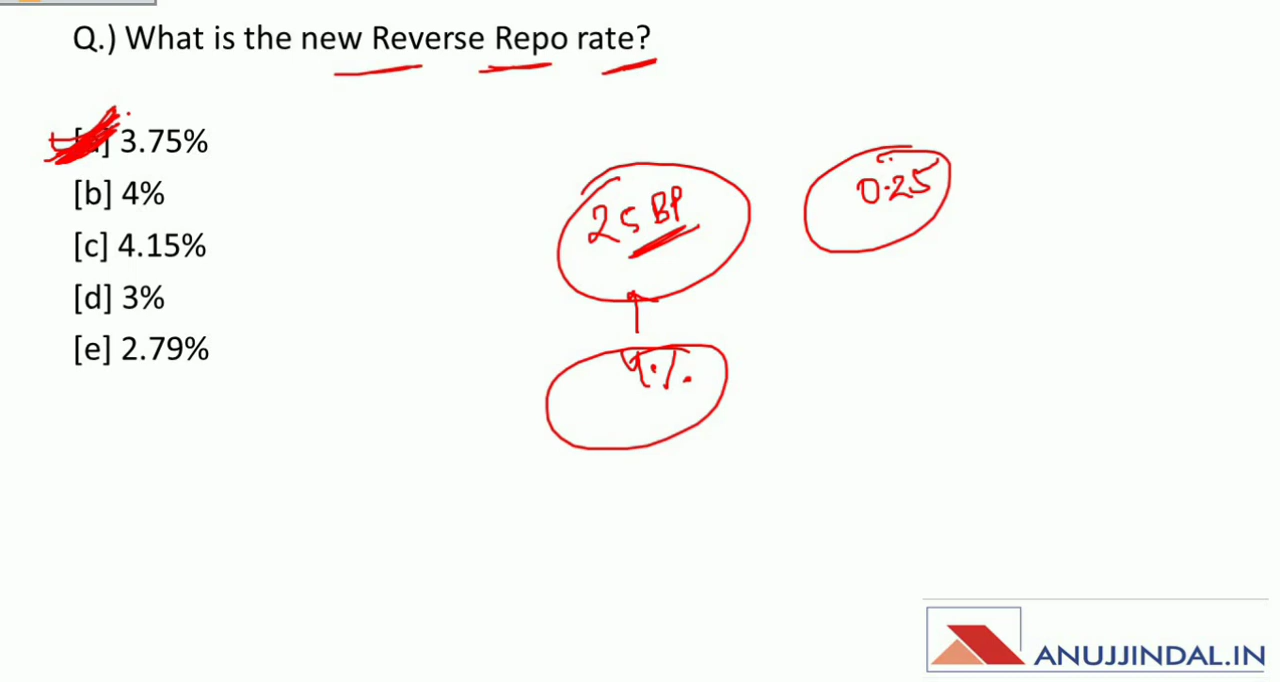 Q.) What is the new Reverse Repo rate?
3.75%
[b] 4%
[c] 4.15%
[d] 3%
[e] 2.79%
25 BP
0.25
4%
ANUJJINDAL.IN